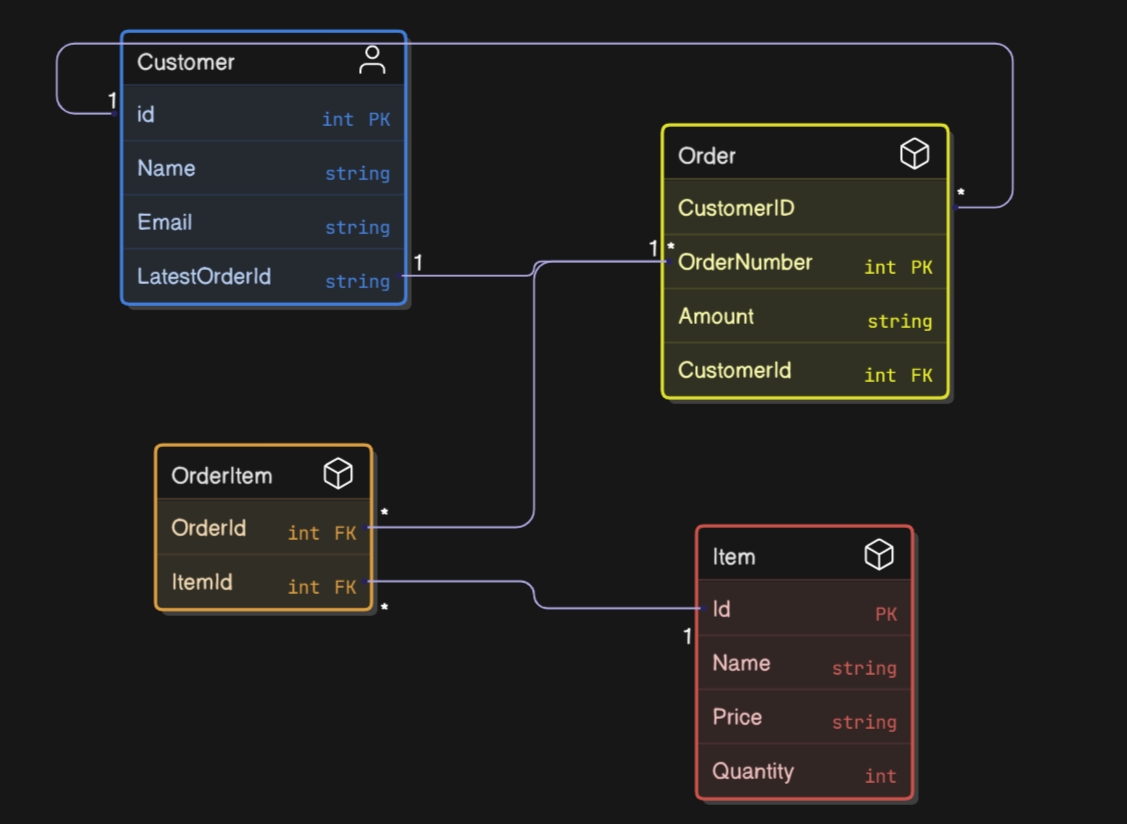 Customer
1
id int PK
Name string
Email string
LatestOrderId string
1
Order
CustomerID
*
1 *
OrderNumber int PK
Amount string
CustomerId int FK
OrderItem
*
OrderId int FK
ItemId int FK
*
Item
Id PK
1
Name string
Price string
Quantity int